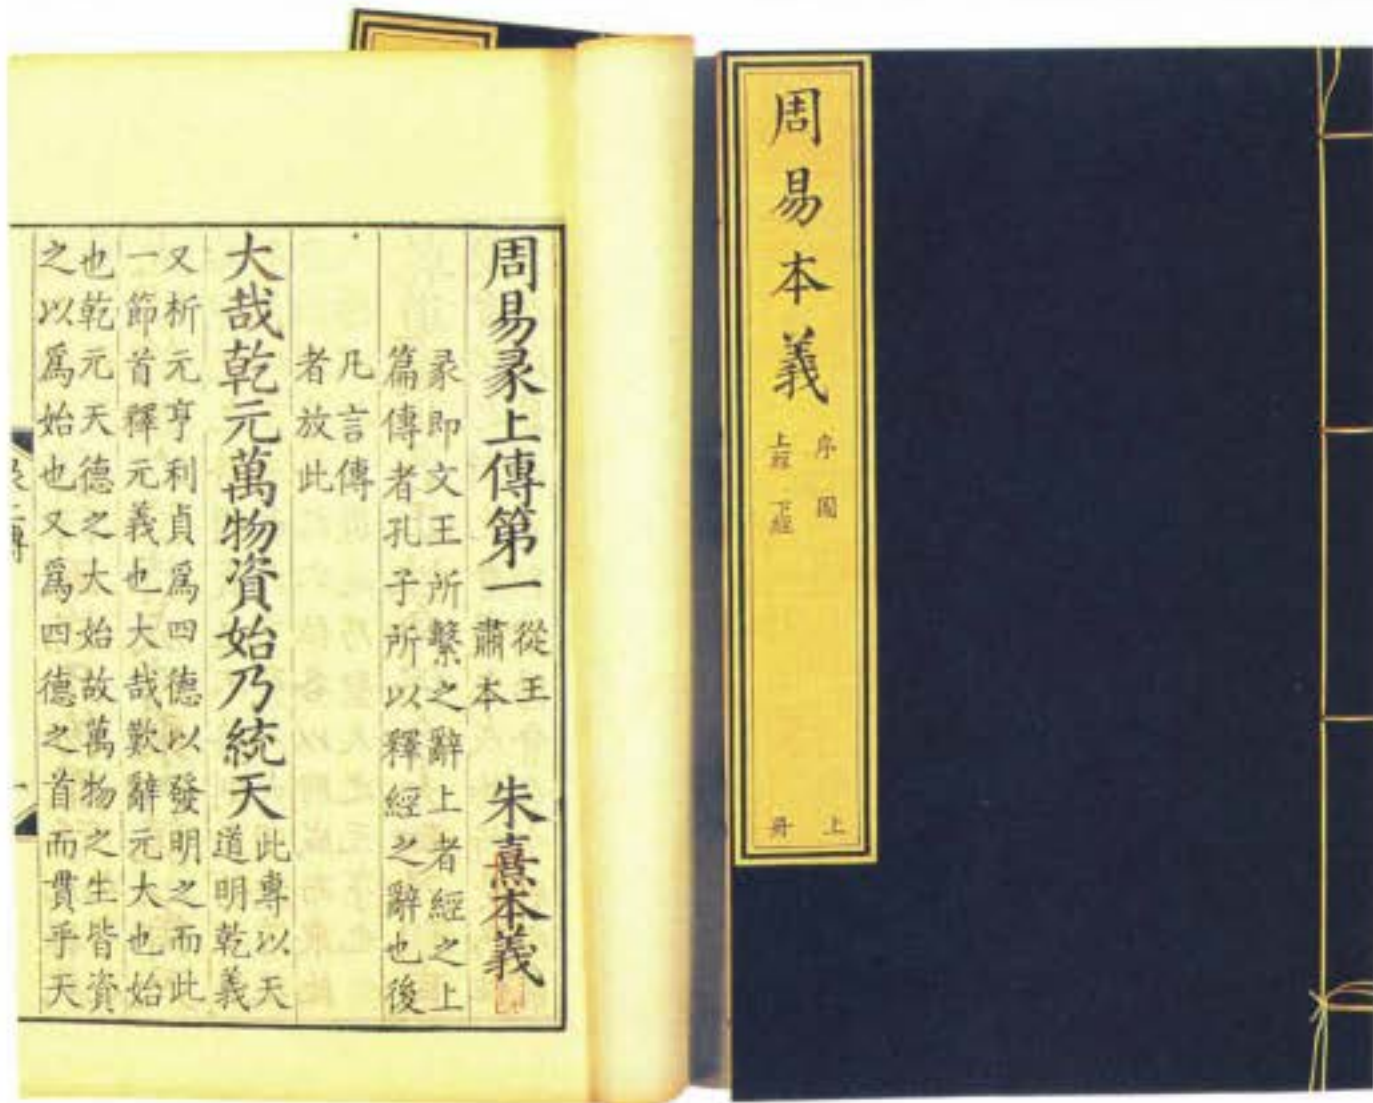 周易本義
序圖
上經 下經
上
冊
周易彖上傳第一 從王肅本 朱熹本義
彖即文王所繫之辭上者經之上
篇傳者孔子所以釋經之辭也後
凡言傳
者放此
大哉乾元萬物資始乃統天 此專以天道明乾義
又析元亨利貞爲四德以發明之而此
一節首釋元義也大哉歎辭元大也始
也乾元天德之大始故萬物之生皆資
之以爲始也又爲四德之首而貫乎天